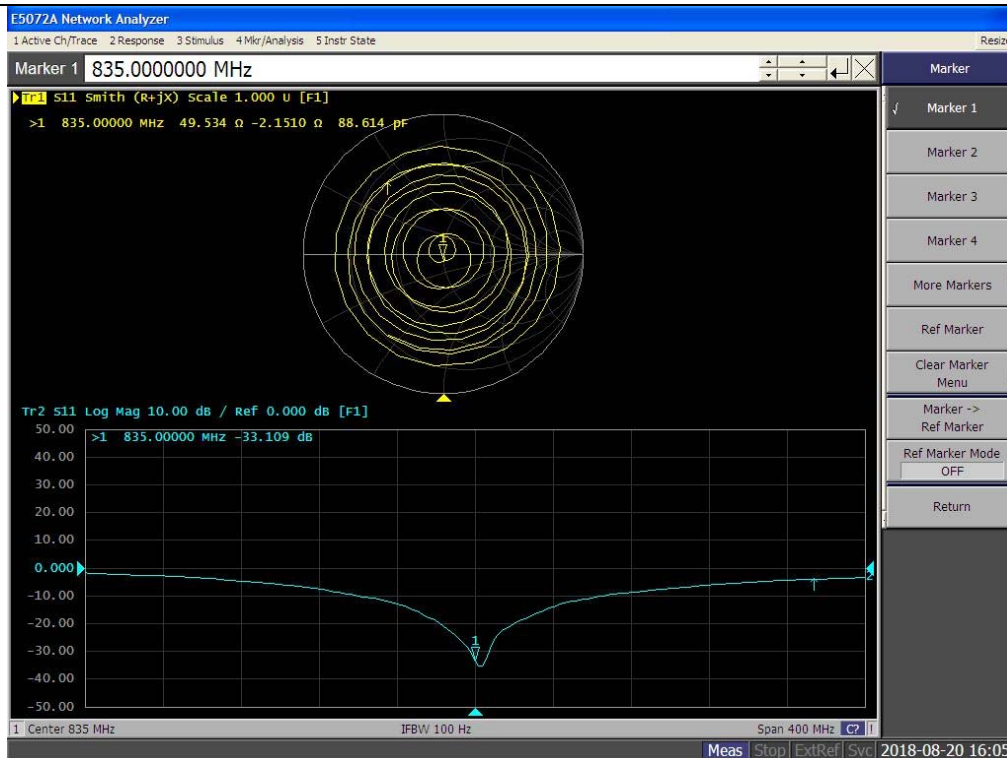 E5072A Network Analyzer
1 Active Ch/Trace 2 Response 3 Stimulus 4 Mkr/Analysis 5 Instr State
Resize
Marker 1 835.0000000 MHz
Marker
Tr1 S11 Smith (R+jX) Scale 1.000 U [F1]
>1 835.00000 MHz 49.534 Ω -2.1510 Ω 88.614 pF
1
√ Marker 1
Marker 2
Marker 3
Marker 4
More Markers
Ref Marker
Clear Marker
Menu
Marker ->
Ref Marker
Ref Marker Mode
OFF
Return
Tr2 S11 Log Mag 10.00 dB / Ref 0.000 dB [F1]
50.00
>1 835.00000 MHz -33.109 dB
40.00
30.00
20.00
10.00
0.000
2
-10.00
-20.00
1
-30.00
-40.00
-50.00
1 Center 835 MHz IFBW 100 Hz Span 400 MHz C? !
Meas Stop ExtRef Svc 2018-08-20 16:05